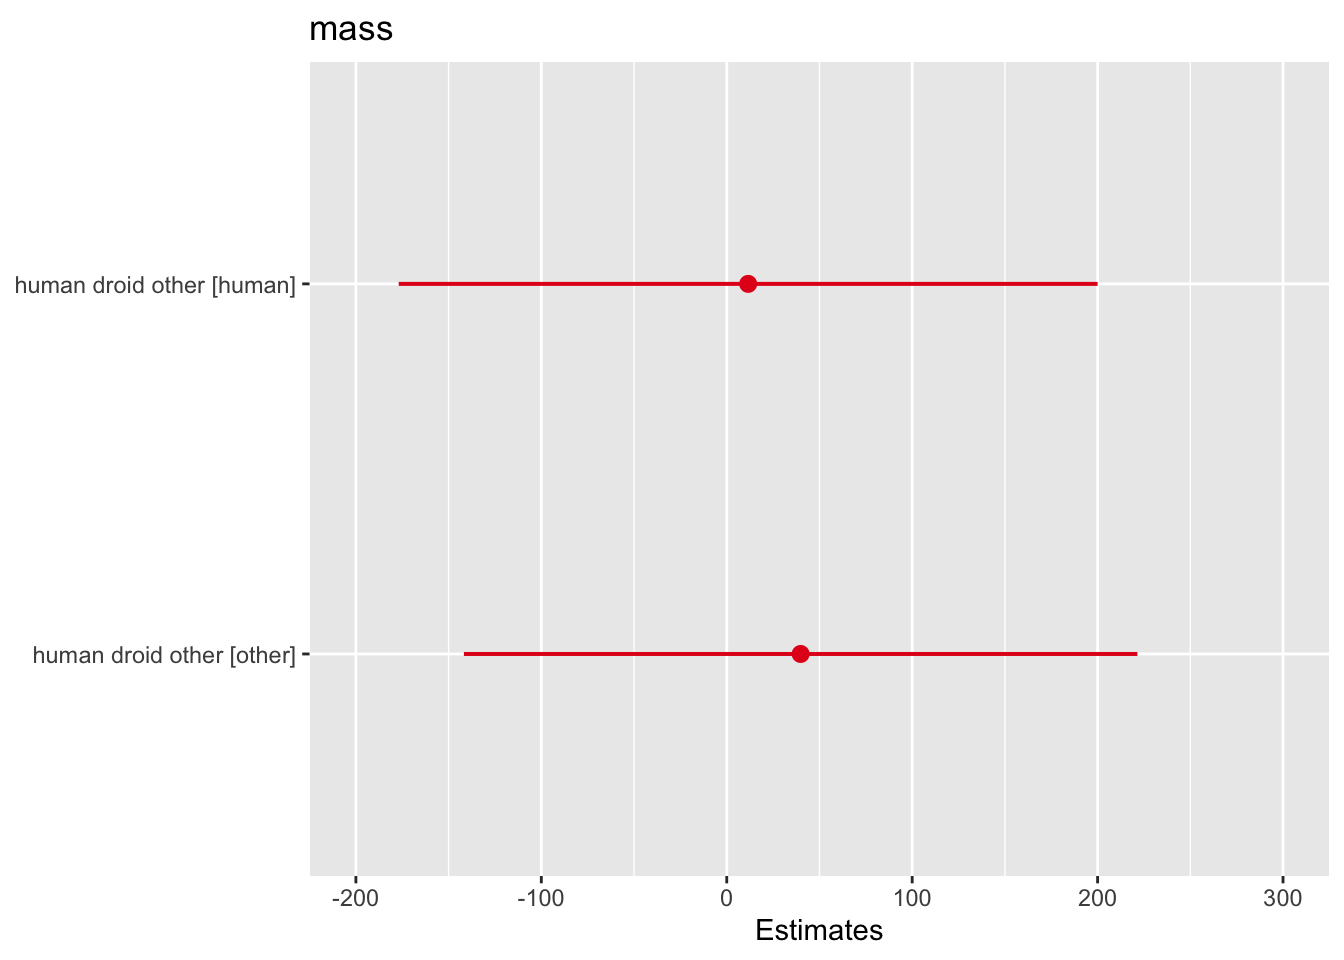 mass
human droid other [human]
human droid other [other]
-200 -100 0 100 200 300
Estimates